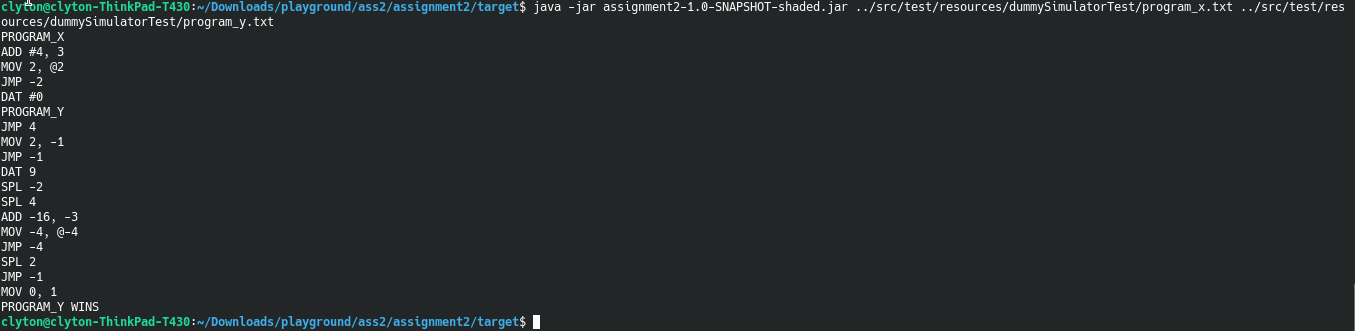 clyton@clyton-ThinkPad-T430:~/Downloads/playground/ass2/assignment2/target$ java -jar assignment2-1.0-SNAPSHOT-shaded.jar ../src/test/resources/dummySimulatorTest/program_x.txt ../src/test/res
ources/dummySimulatorTest/program_y.txt
PROGRAM_X
ADD #4, 3
MOV 2, @2
JMP -2
DAT #0
PROGRAM_Y
JMP 4
MOV 2, -1
JMP -1
DAT 9
SPL -2
SPL 4
ADD -16, -3
MOV -4, @-4
JMP -4
SPL 2
JMP -1
MOV 0, 1
PROGRAM_Y WINS
clyton@clyton-ThinkPad-T430:~/Downloads/playground/ass2/assignment2/target$